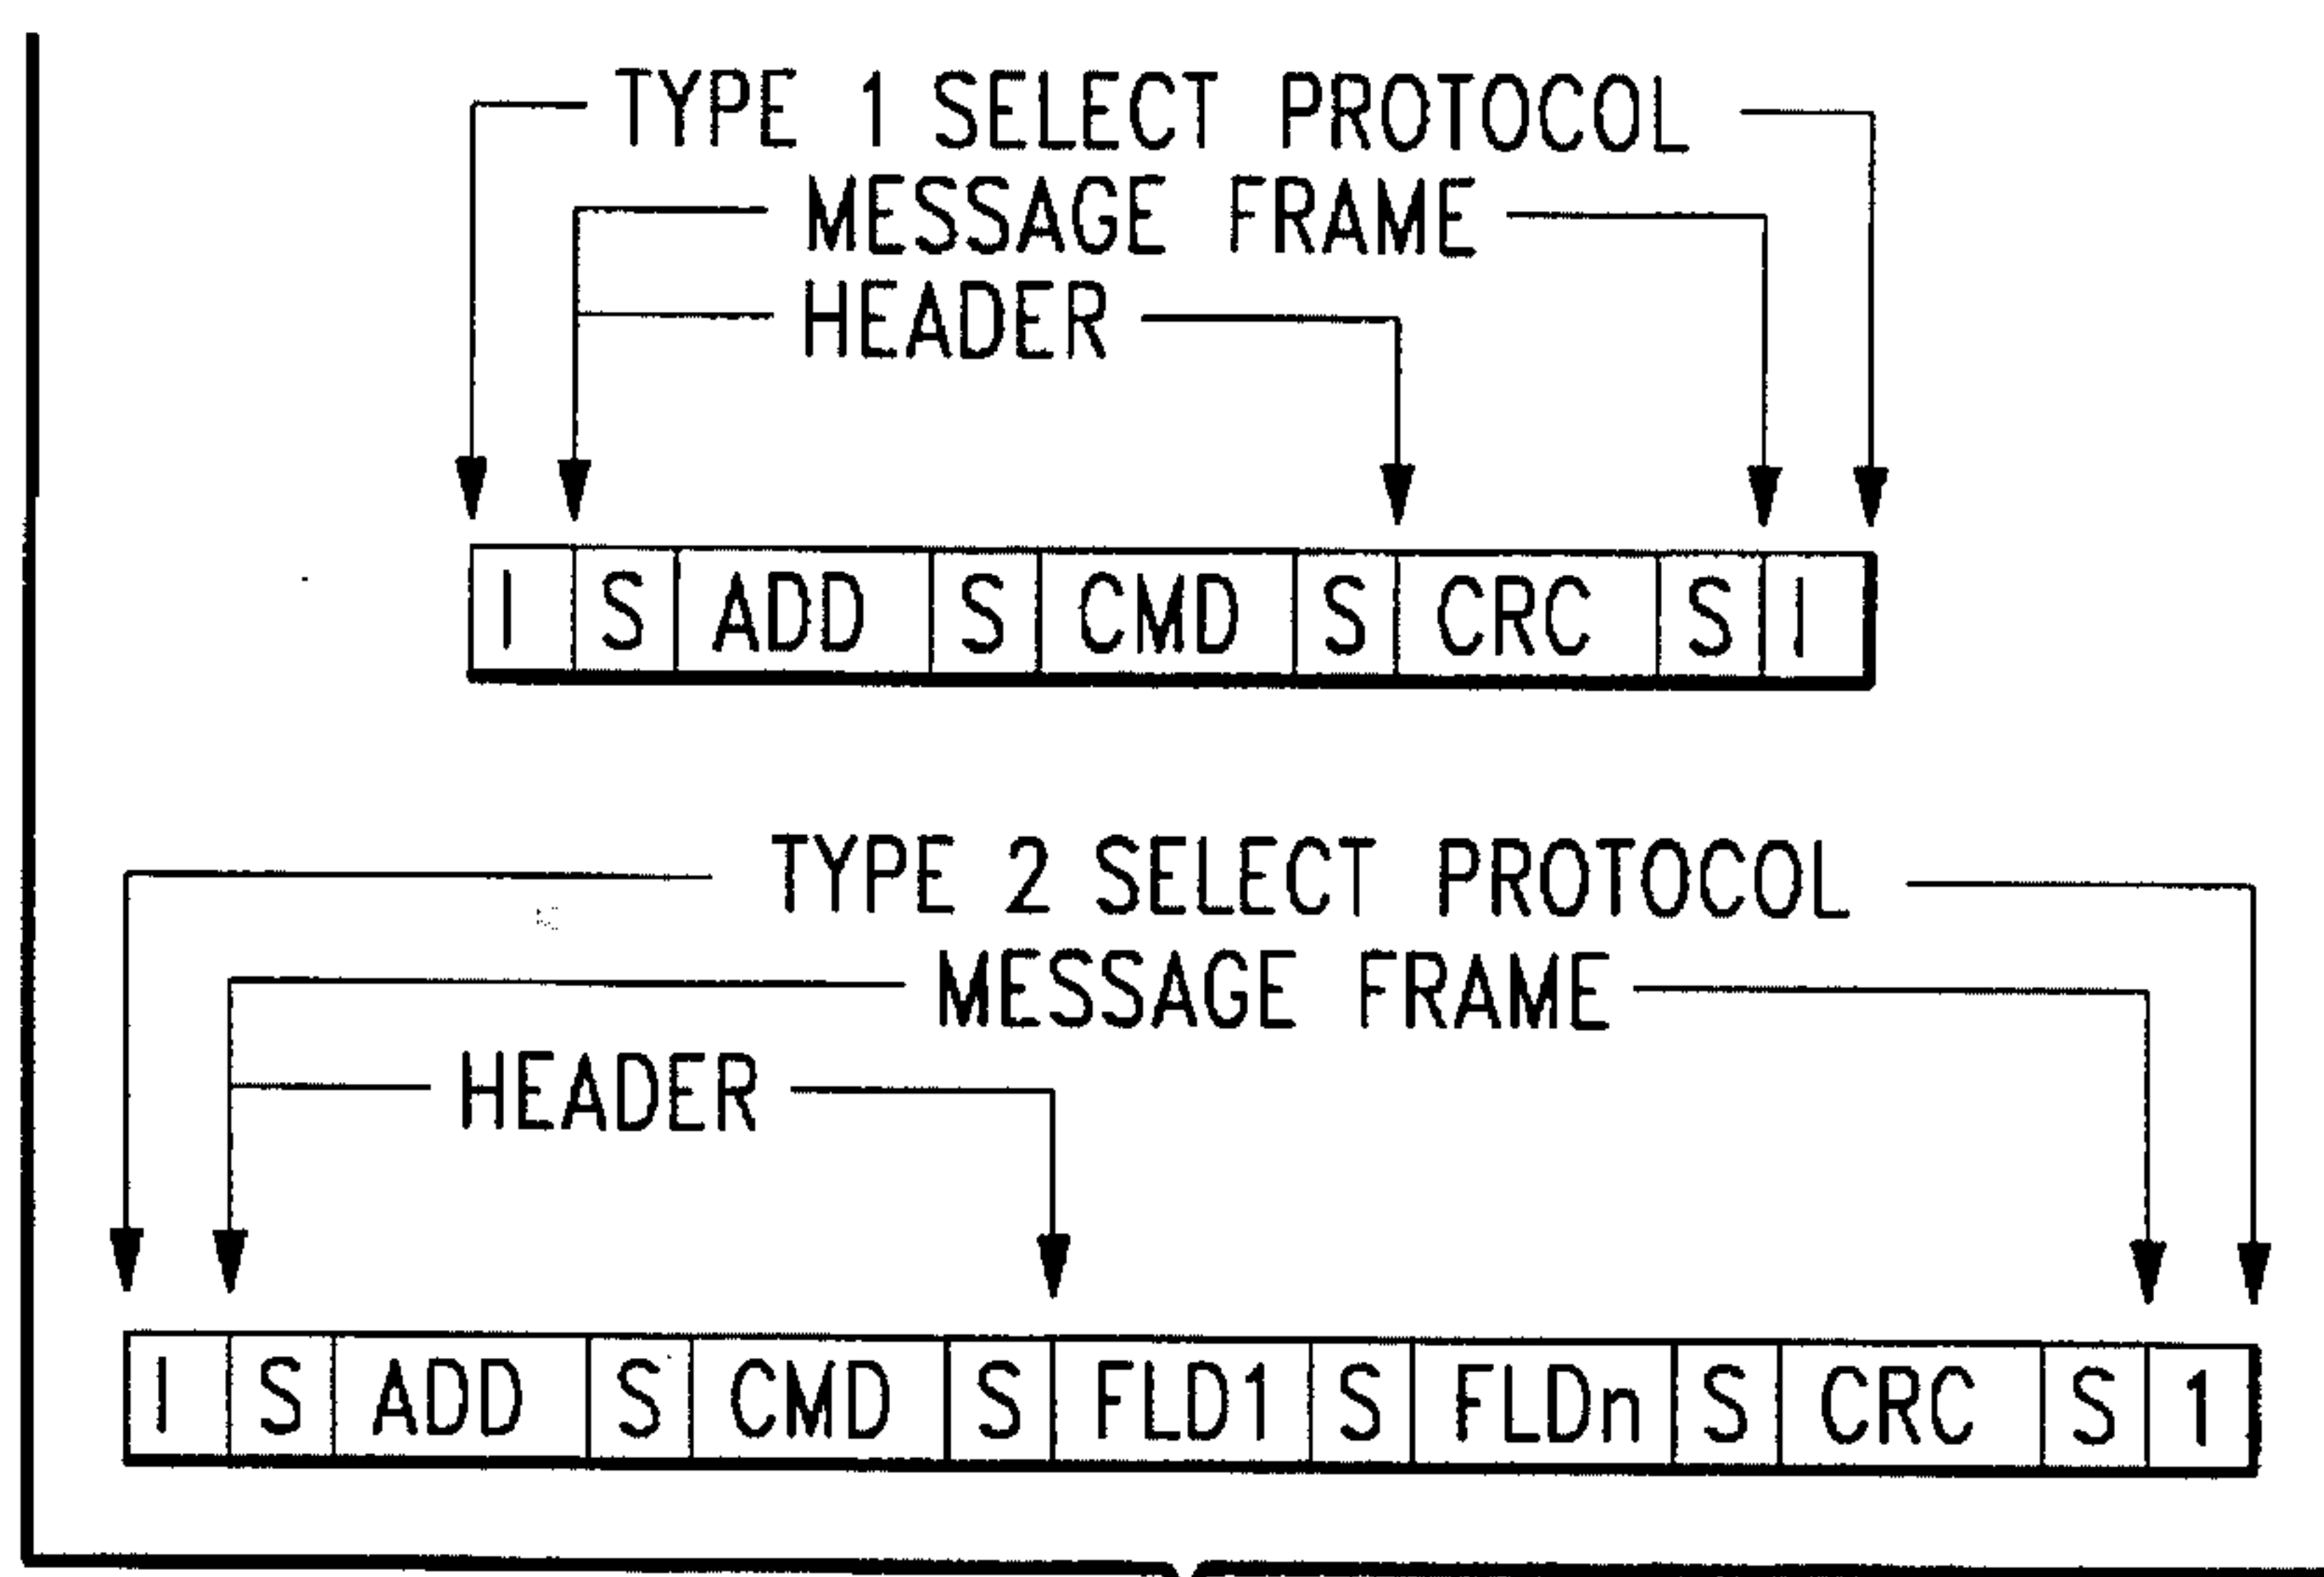 TYPE 1 SELECT PROTOCOL
MESSAGE FRAME
HEADER
I S ADD S CMD S CRC S I
TYPE 2 SELECT PROTOCOL
MESSAGE FRAME
HEADER
I S ADD S CMD S FLD1 S FLDn S CRC S 1